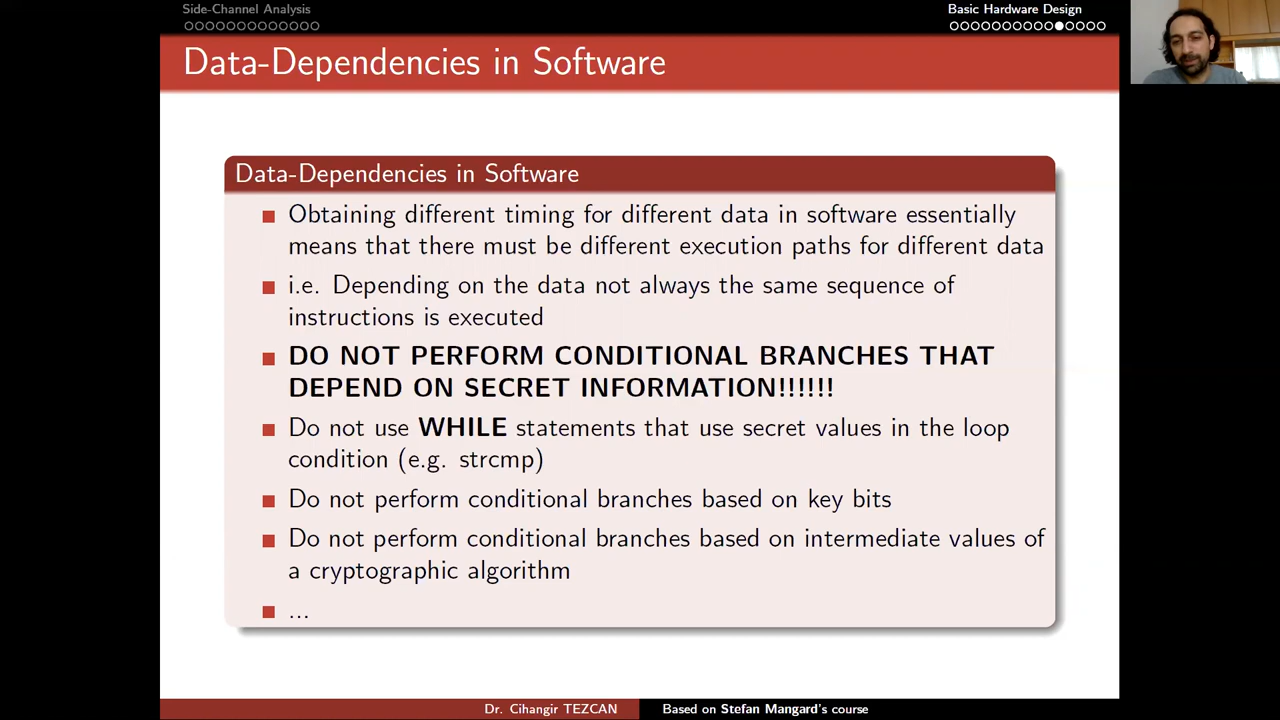 Side-Channel Analysis
Basic Hardware Design
Data-Dependencies in Software
Data-Dependencies in Software
Obtaining different timing for different data in software essentially
means that there must be different execution paths for different data
i.e. Depending on the data not always the same sequence of
instructions is executed
DO NOT PERFORM CONDITIONAL BRANCHES THAT
DEPEND ON SECRET INFORMATION!!!!!!
Do not use WHILE statements that use secret values in the loop
condition (e.g. strcmp)
Do not perform conditional branches based on key bits
Do not perform conditional branches based on intermediate values of
a cryptographic algorithm
...
Dr. Cihangir TEZCAN
Based on Stefan Mangard's course